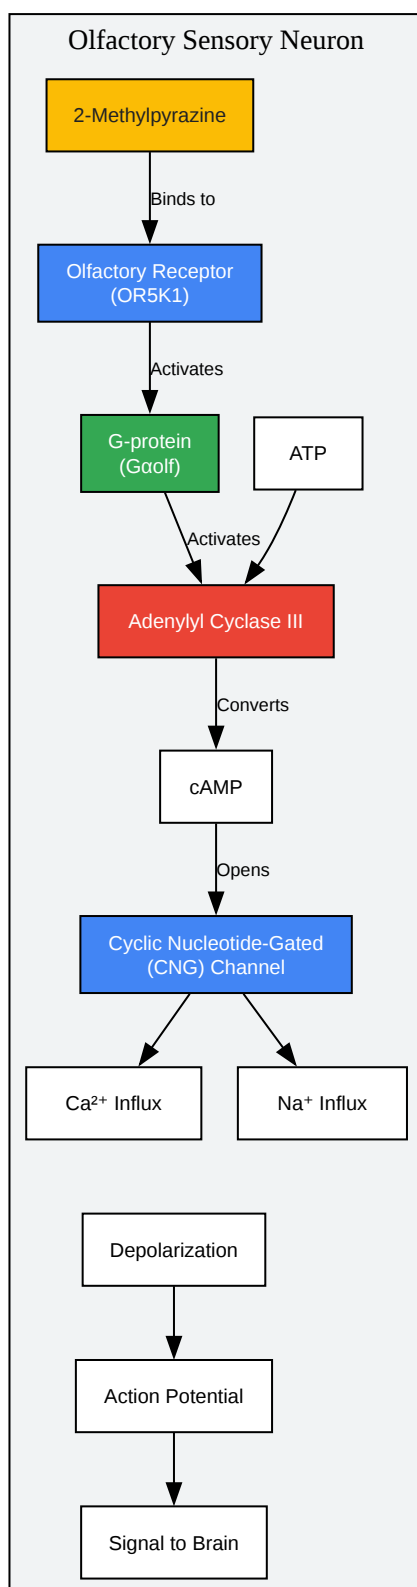 Olfactory Sensory Neuron
2-Methylpyrazine
Binds to
Olfactory Receptor
(OR5K1)
Activates
G-protein
(Gαolf)
ATP
Activates
Adenylyl Cyclase III
Converts
cAMP
Opens
Cyclic Nucleotide-Gated
(CNG) Channel
Ca²⁺ Influx
Na⁺ Influx
Depolarization
Action Potential
Signal to Brain